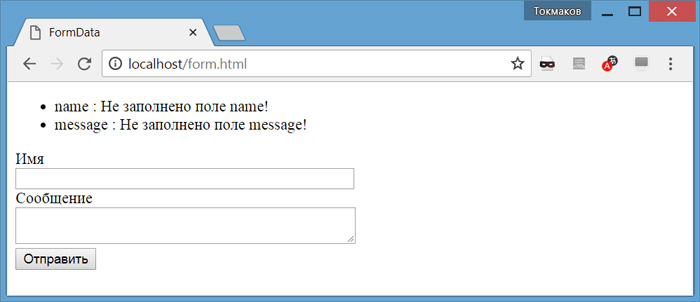 Токмаков
FormData
localhost/form.html
• name : Не заполнено поле name!
• message : Не заполнено поле message!
Имя
Сообщение
Отправить